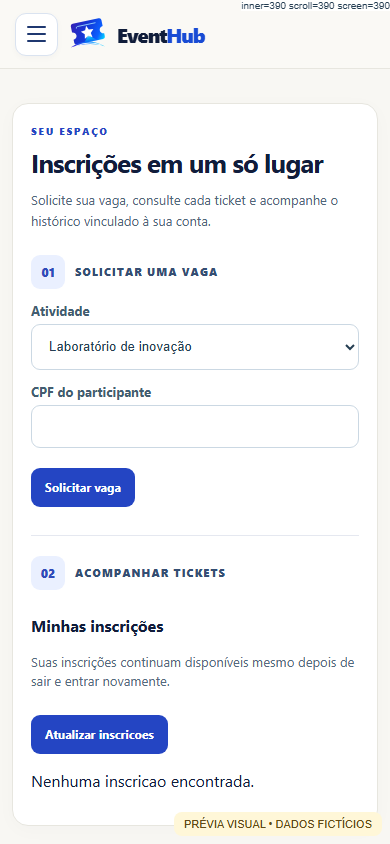 inner=390 scroll=390 screen=390
EventHub
SEU ESPAÇO
Inscrições em um só lugar
Solicite sua vaga, consulte cada ticket e acompanhe o
histórico vinculado à sua conta.
01 SOLICITAR UMA VAGA
Atividade
Laboratório de inovação
CPF do participante
Solicitar vaga
02 ACOMPANHAR TICKETS
Minhas inscrições
Suas inscrições continuam disponíveis mesmo depois de
sair e entrar novamente.
Atualizar inscricoes
Nenhuma inscricao encontrada.
PRÉVIA VISUAL • DADOS FICTÍCIOS